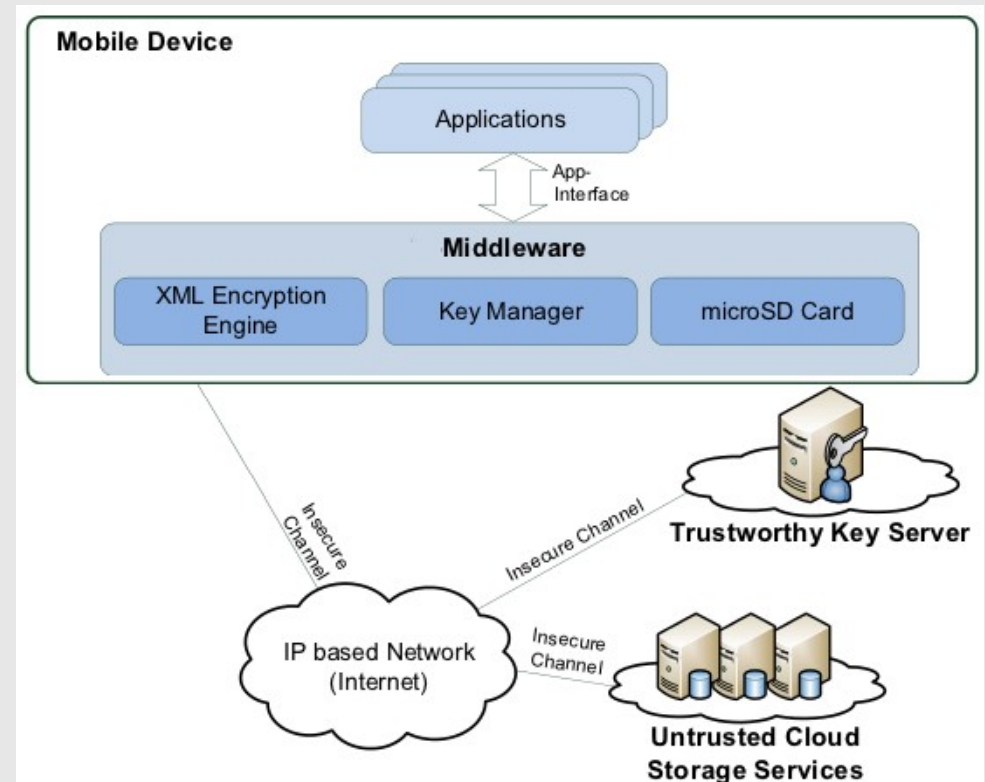 Mobile Device
Applications
App-
Interface
Middleware
XML Encryption
Engine
Key Manager
microSD Card
Insecure
Channel
Insecure Channel
Trustworthy Key Server
IP based Network
(Internet)
Insecure
Channel
Untrusted Cloud
Storage Services